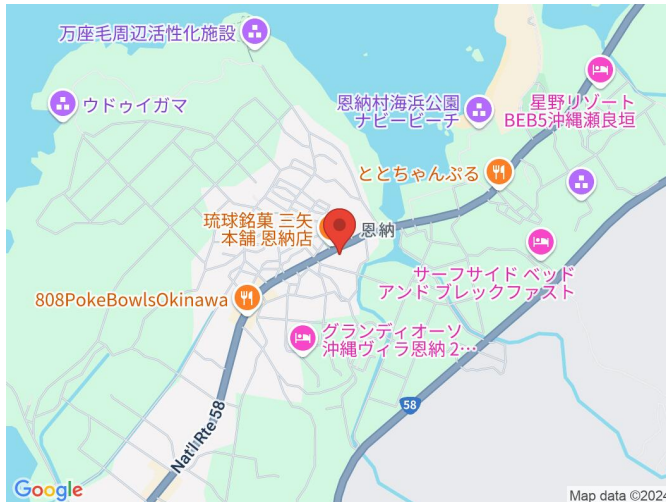 万座毛周辺活性化施設
ウドゥイガマ
恩納村海浜公園
ナビービーチ
星野リゾート
BEB5沖縄瀬良垣
ととちゃんぷる
琉球銘菓 三矢
本舗 恩納店
恩納
サーフサイド ベッド
アンド ブレックファスト
808PokeBowlsOkinawa
グランディオーソ
沖縄ヴィラ恩納 2…
58
Nat'l Rte 58
Google
Map data ©2024